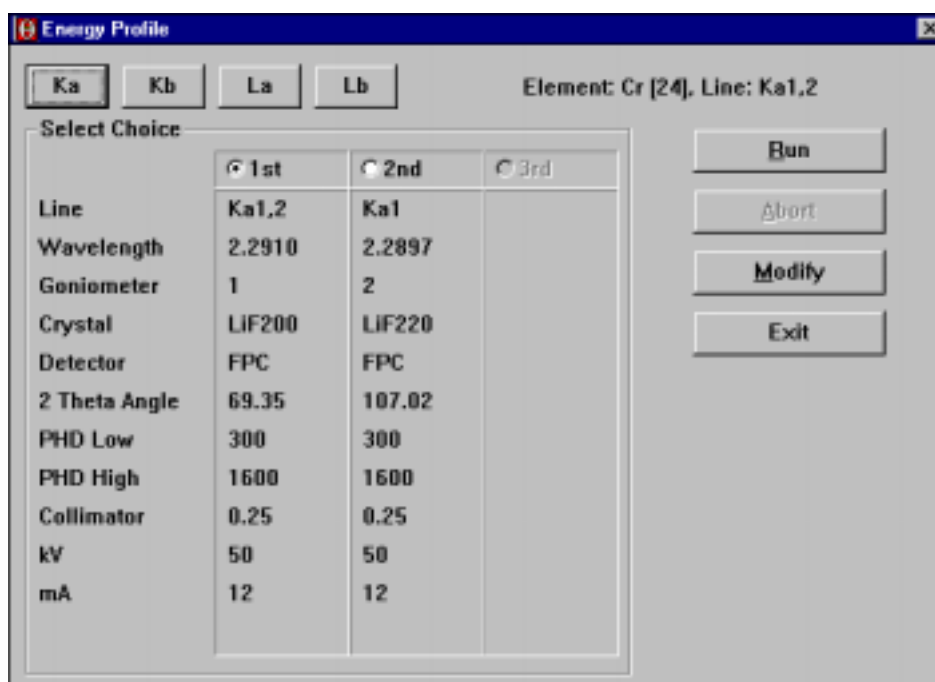 Energy Profile
Ka Kb La Lb Element: Cr [24], Line: Ka1,2
Select Choice
1st 2nd 3rd
Run
Line Ka1,2 Ka1
Abort
Wavelength 2.2910 2.2897
Modify
Goniometer 1 2
Crystal LiF200 LiF220
Exit
Detector FPC FPC
2 Theta Angle 69.35 107.02
PHD Low 300 300
PHD High 1600 1600
Collimator 0.25 0.25
kV 50 50
mA 12 12